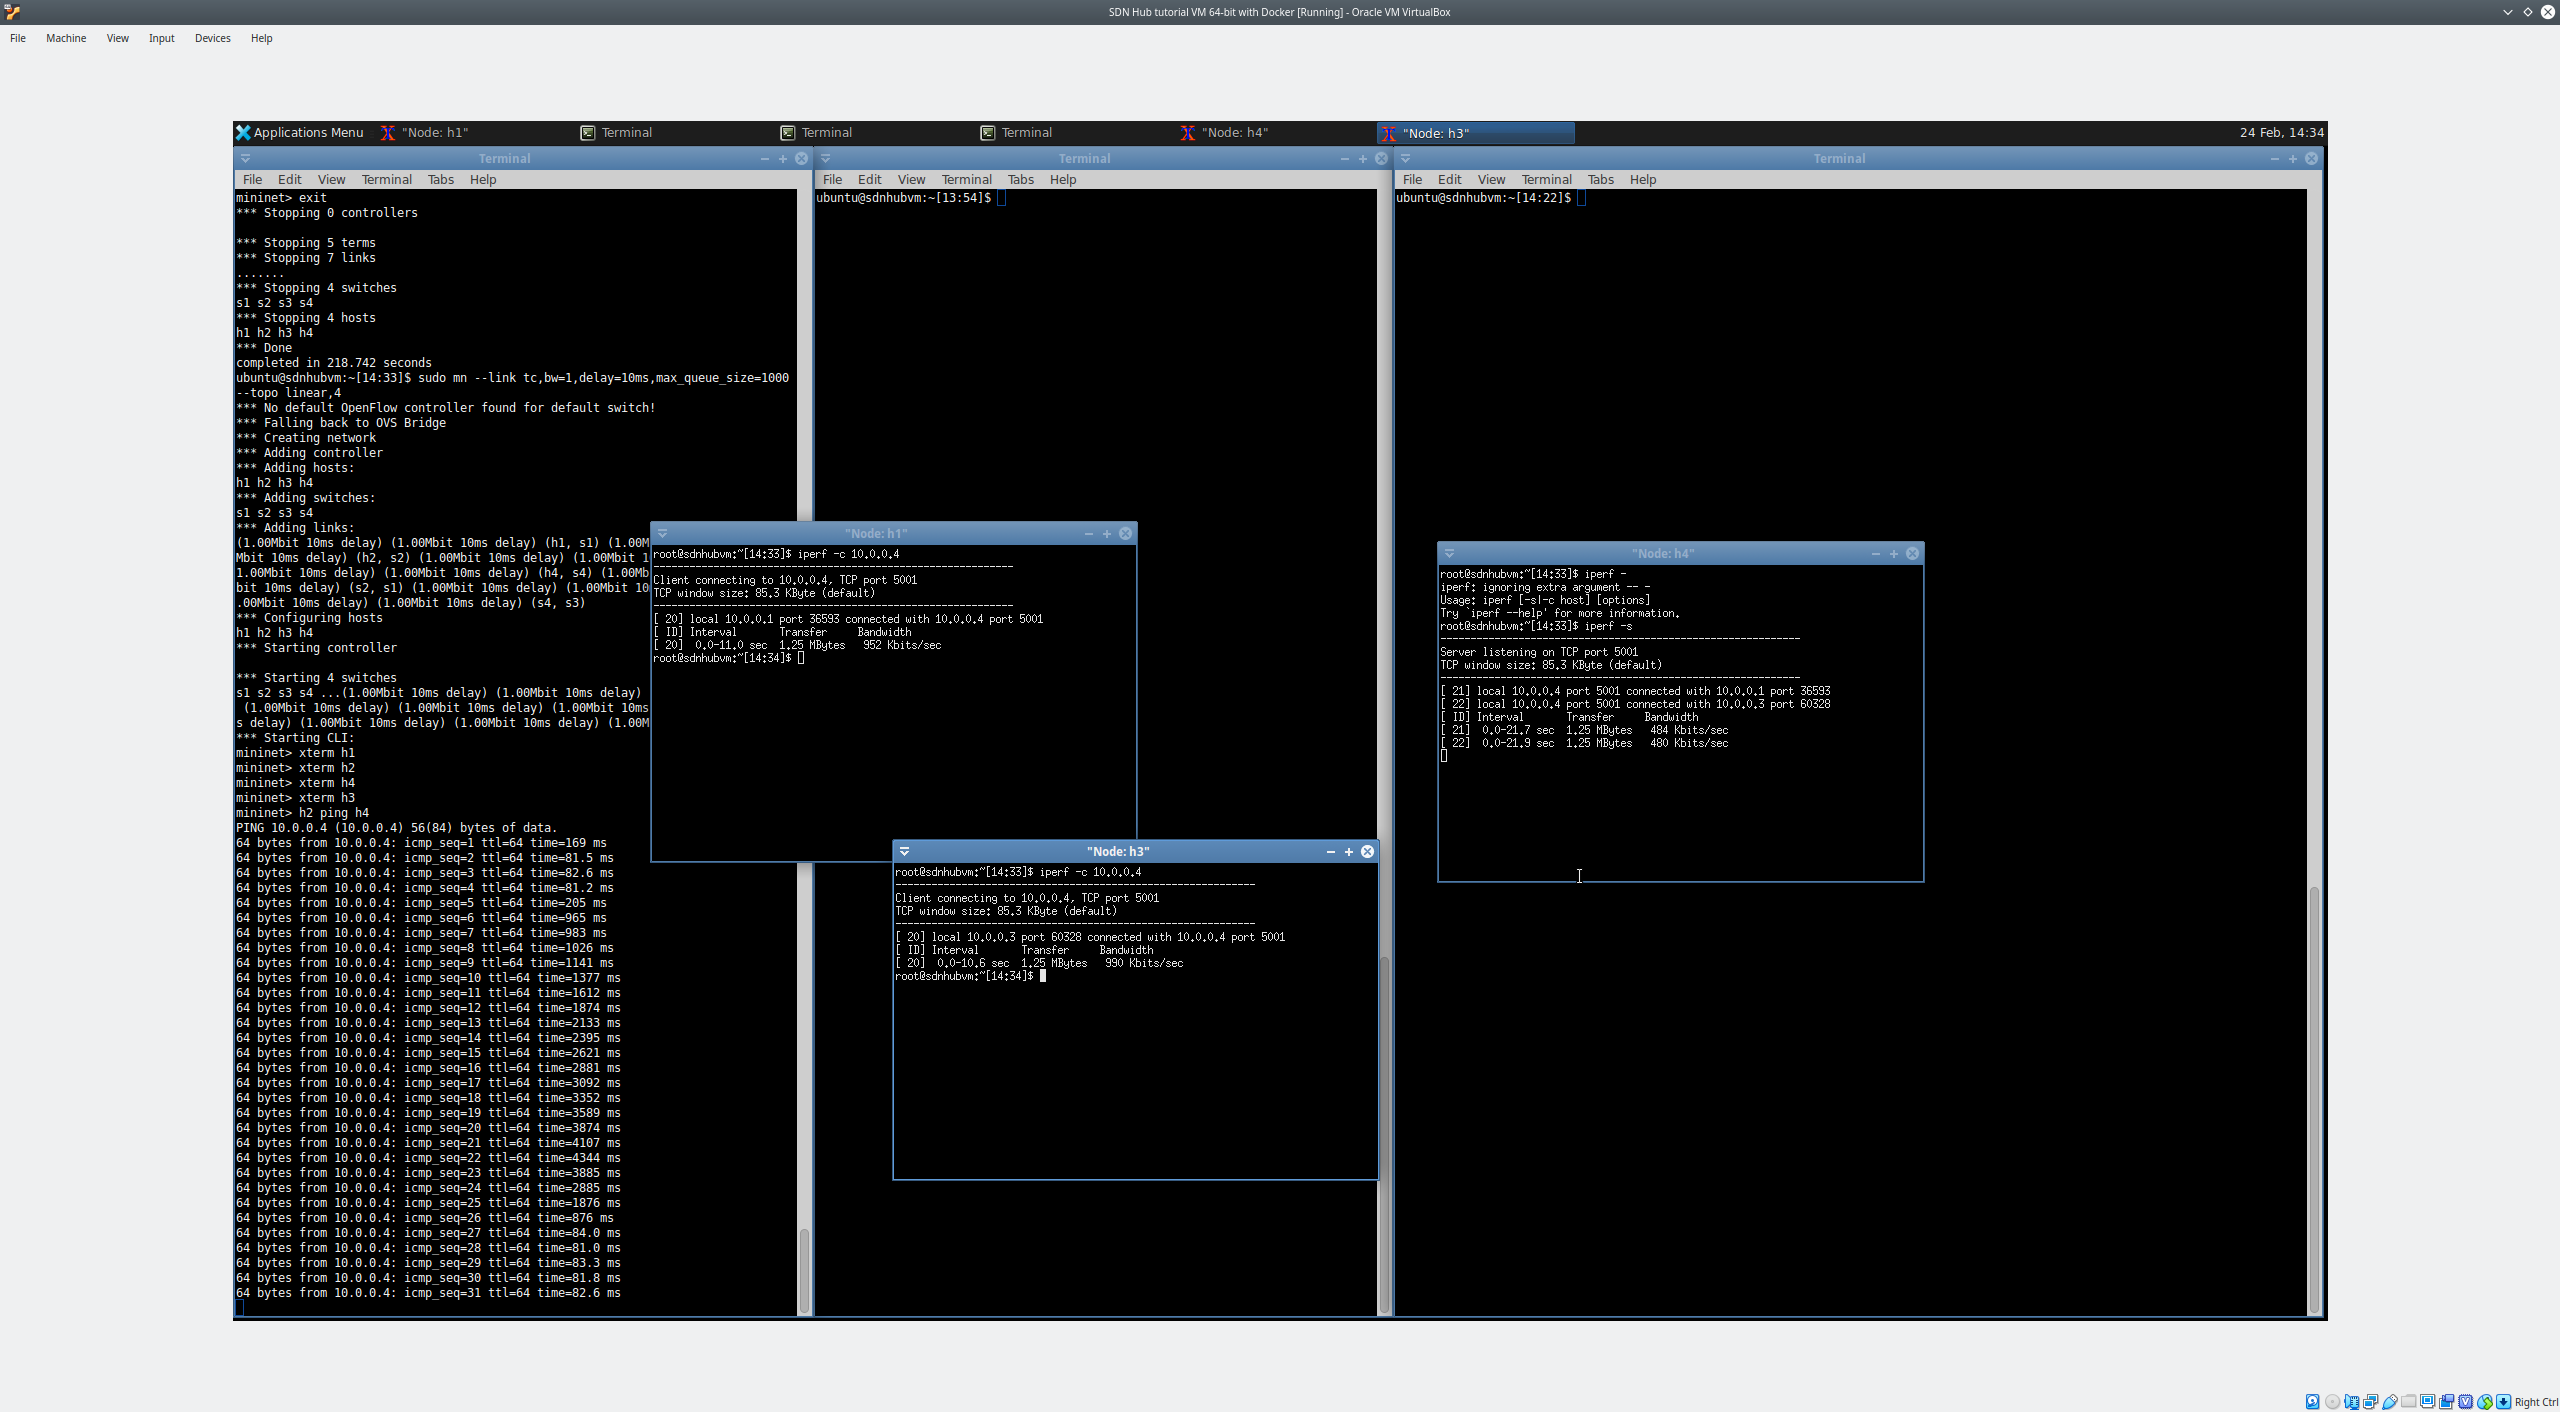 SDN Hub tutorial VM 64-bit with Docker [Running] - Oracle VM VirtualBox
File Machine View Input Devices Help
Applications Menu "Node: h1" Terminal Terminal Terminal "Node: h4" "Node: h3" 24 Feb, 14:34
Terminal
File Edit View Terminal Tabs Help
mininet> exit
*** Stopping 0 controllers
*** Stopping 5 terms
*** Stopping 7 links
.......
*** Stopping 4 switches
s1 s2 s3 s4
*** Stopping 4 hosts
h1 h2 h3 h4
*** Done
completed in 218.742 seconds
ubuntu@sdnhubvm:~[14:33]$ sudo mn --link tc,bw=1,delay=10ms,max_queue_size=1000
--topo linear,4
*** No default OpenFlow controller found for default switch!
*** Falling back to OVS Bridge
*** Creating network
*** Adding controller
*** Adding hosts:
h1 h2 h3 h4
*** Adding switches:
s1 s2 s3 s4
*** Adding links:
(1.00Mbit 10ms delay) (1.00Mbit 10ms delay) (h1, s1) (1.00M
Mbit 10ms delay) (h2, s2) (1.00Mbit 10ms delay) (1.00Mbit 1
1.00Mbit 10ms delay) (1.00Mbit 10ms delay) (h4, s4) (1.00Mb
bit 10ms delay) (s2, s1) (1.00Mbit 10ms delay) (1.00Mbit 10
.00Mbit 10ms delay) (1.00Mbit 10ms delay) (s4, s3)
*** Configuring hosts
h1 h2 h3 h4
*** Starting controller
*** Starting 4 switches
s1 s2 s3 s4 ...(1.00Mbit 10ms delay) (1.00Mbit 10ms delay)
(1.00Mbit 10ms delay) (1.00Mbit 10ms delay) (1.00Mbit 10ms
s delay) (1.00Mbit 10ms delay) (1.00Mbit 10ms delay) (1.00M
*** Starting CLI:
mininet> xterm h1
mininet> xterm h2
mininet> xterm h4
mininet> xterm h3
mininet> h2 ping h4
PING 10.0.0.4 (10.0.0.4) 56(84) bytes of data.
64 bytes from 10.0.0.4: icmp_seq=1 ttl=64 time=169 ms
64 bytes from 10.0.0.4: icmp_seq=2 ttl=64 time=81.5 ms
64 bytes from 10.0.0.4: icmp_seq=3 ttl=64 time=82.6 ms
64 bytes from 10.0.0.4: icmp_seq=4 ttl=64 time=81.2 ms
64 bytes from 10.0.0.4: icmp_seq=5 ttl=64 time=205 ms
64 bytes from 10.0.0.4: icmp_seq=6 ttl=64 time=965 ms
64 bytes from 10.0.0.4: icmp_seq=7 ttl=64 time=983 ms
64 bytes from 10.0.0.4: icmp_seq=8 ttl=64 time=1026 ms
64 bytes from 10.0.0.4: icmp_seq=9 ttl=64 time=1141 ms
64 bytes from 10.0.0.4: icmp_seq=10 ttl=64 time=1377 ms
64 bytes from 10.0.0.4: icmp_seq=11 ttl=64 time=1612 ms
64 bytes from 10.0.0.4: icmp_seq=12 ttl=64 time=1874 ms
64 bytes from 10.0.0.4: icmp_seq=13 ttl=64 time=2133 ms
64 bytes from 10.0.0.4: icmp_seq=14 ttl=64 time=2395 ms
64 bytes from 10.0.0.4: icmp_seq=15 ttl=64 time=2621 ms
64 bytes from 10.0.0.4: icmp_seq=16 ttl=64 time=2881 ms
64 bytes from 10.0.0.4: icmp_seq=17 ttl=64 time=3092 ms
64 bytes from 10.0.0.4: icmp_seq=18 ttl=64 time=3352 ms
64 bytes from 10.0.0.4: icmp_seq=19 ttl=64 time=3589 ms
64 bytes from 10.0.0.4: icmp_seq=20 ttl=64 time=3874 ms
64 bytes from 10.0.0.4: icmp_seq=21 ttl=64 time=4107 ms
64 bytes from 10.0.0.4: icmp_seq=22 ttl=64 time=4344 ms
64 bytes from 10.0.0.4: icmp_seq=23 ttl=64 time=3885 ms
64 bytes from 10.0.0.4: icmp_seq=24 ttl=64 time=2885 ms
64 bytes from 10.0.0.4: icmp_seq=25 ttl=64 time=1876 ms
64 bytes from 10.0.0.4: icmp_seq=26 ttl=64 time=876 ms
64 bytes from 10.0.0.4: icmp_seq=27 ttl=64 time=84.0 ms
64 bytes from 10.0.0.4: icmp_seq=28 ttl=64 time=81.0 ms
64 bytes from 10.0.0.4: icmp_seq=29 ttl=64 time=83.3 ms
64 bytes from 10.0.0.4: icmp_seq=30 ttl=64 time=81.8 ms
64 bytes from 10.0.0.4: icmp_seq=31 ttl=64 time=82.6 ms
Terminal
File Edit View Terminal Tabs Help
ubuntu@sdnhubvm:~[13:54]$
Terminal
File Edit View Terminal Tabs Help
ubuntu@sdnhubvm:~[14:22]$
"Node: h1"
root@sdnhubvm:~[14:33]$ iperf -c 10.0.0.4
------------------------------------------------------------
Client connecting to 10.0.0.4, TCP port 5001
TCP window size: 85.3 KByte (default)
------------------------------------------------------------
[ 20] local 10.0.0.1 port 36593 connected with 10.0.0.4 port 5001
[ ID] Interval Transfer Bandwidth
[ 20] 0.0-11.0 sec 1.25 MBytes 952 Kbits/sec
root@sdnhubvm:~[14:34]$
"Node: h4"
root@sdnhubvm:~[14:33]$ iperf -
iperf: ignoring extra argument -- -
Usage: iperf [-s|-c host] [options]
Try `iperf --help' for more information.
root@sdnhubvm:~[14:33]$ iperf -s
------------------------------------------------------------
Server listening on TCP port 5001
TCP window size: 85.3 KByte (default)
------------------------------------------------------------
[ 21] local 10.0.0.4 port 5001 connected with 10.0.0.1 port 36593
[ 22] local 10.0.0.4 port 5001 connected with 10.0.0.3 port 60328
[ ID] Interval Transfer Bandwidth
[ 21] 0.0-21.7 sec 1.25 MBytes 484 Kbits/sec
[ 22] 0.0-21.9 sec 1.25 MBytes 480 Kbits/sec
"Node: h3"
root@sdnhubvm:~[14:33]$ iperf -c 10.0.0.4
------------------------------------------------------------
Client connecting to 10.0.0.4, TCP port 5001
TCP window size: 85.3 KByte (default)
------------------------------------------------------------
[ 20] local 10.0.0.3 port 60328 connected with 10.0.0.4 port 5001
[ ID] Interval Transfer Bandwidth
[ 20] 0.0-10.6 sec 1.25 MBytes 990 Kbits/sec
root@sdnhubvm:~[14:34]$
Right Ctrl